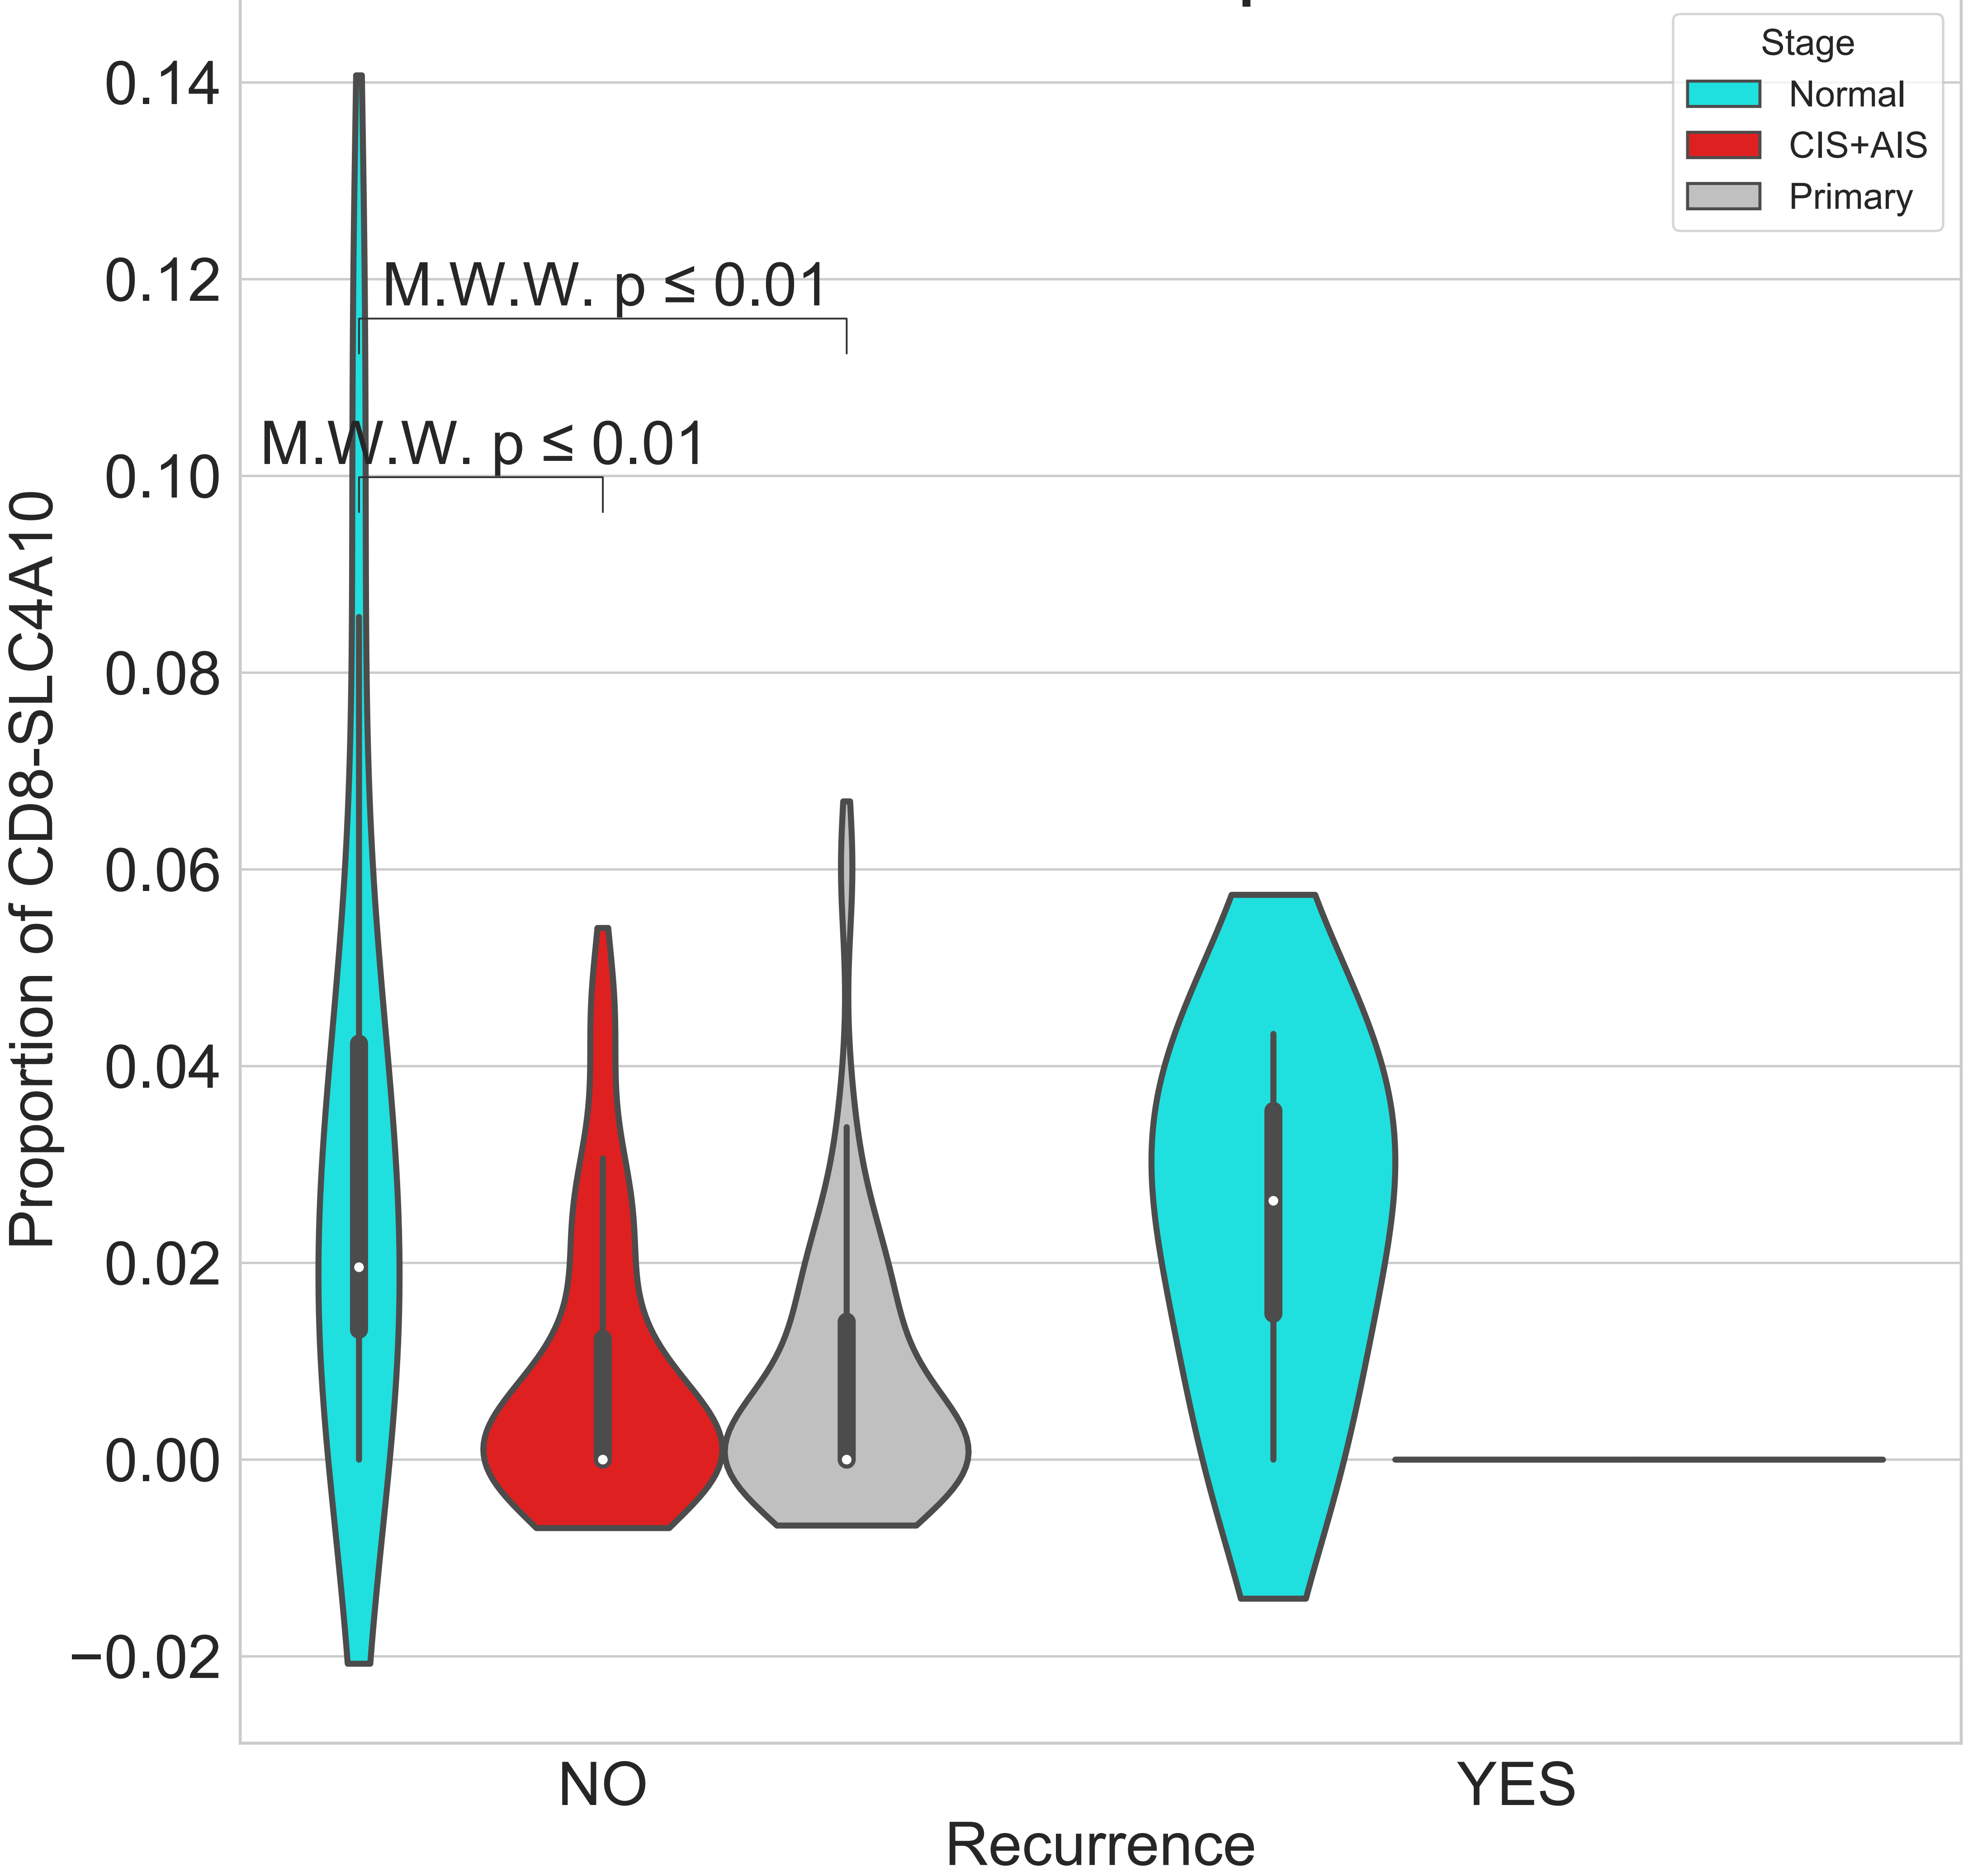 Stage
Normal
CIS+AIS
Primary
0.14
0.12
0.10
0.08
0.06
0.04
0.02
0.00
−0.02
Proportion of CD8-SLC4A10
M.W.W. p ≤ 0.01
M.W.W. p ≤ 0.01
NO
YES
Recurrence